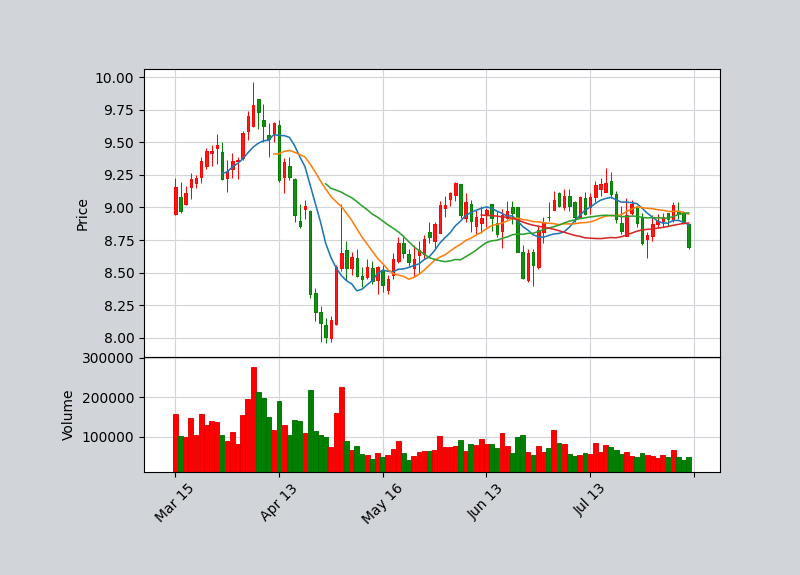 10.00
9.75
9.50
9.25
9.00
8.75
8.50
8.25
8.00
Price
300000
200000
100000
Volume
Mar 15
Apr 13
May 16
Jun 13
Jul 13